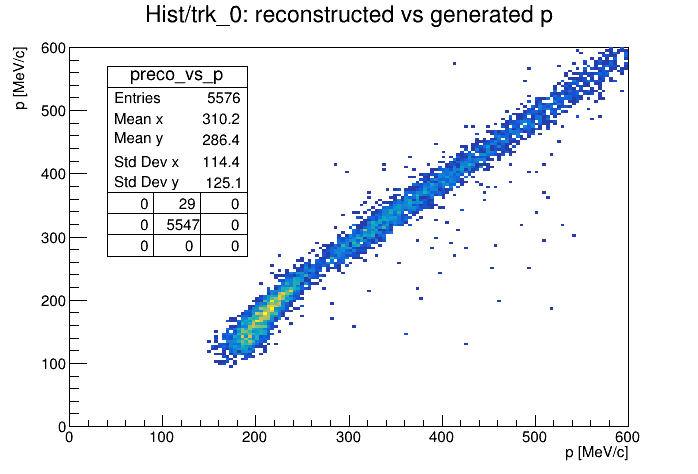 Hist/trk_0: reconstructed vs generated p
p [MeV/c]
600
500
400
300
200
100
0
preco_vs_p
Entries 5576
Mean x 310.2
Mean y 286.4
Std Dev x 114.4
Std Dev y 125.1
0 29 0
0 5547 0
0 0 0
0 100 200 300 400 500 600
p [MeV/c]